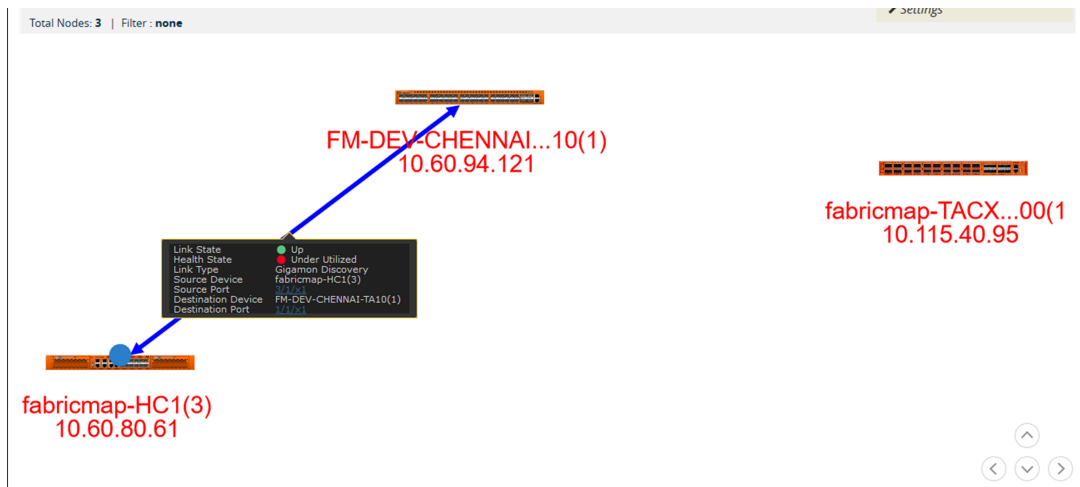 Total Nodes: 3 | Filter : none
Settings
FM-DEV-CHENNAI...10(1)
10.60.94.121
fabricmap-TACX...00(1
10.115.40.95
Link State Up
Health State Under Utilized
Link Type Gigamon Discovery
Source Device fabricmap-HC1(3)
Source Port 3/1/x1
Destination Device FM-DEV-CHENNAI-TA10(1)
Destination Port 1/1/x1
fabricmap-HC1(3)
10.60.80.61